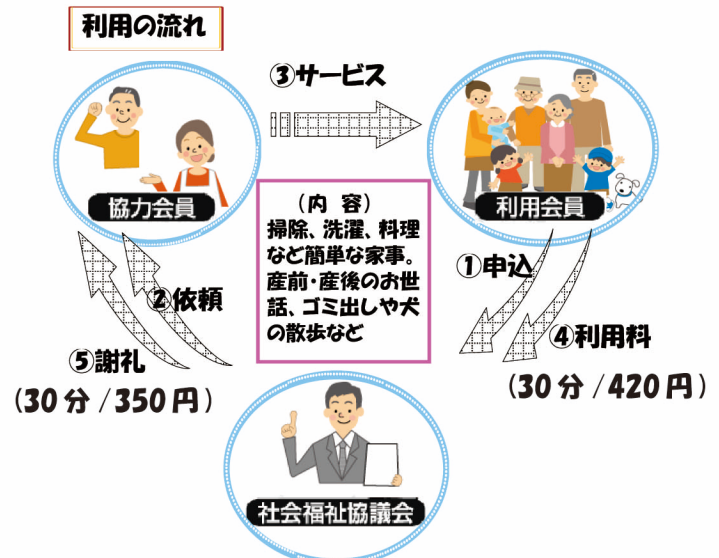 利用の流れ
③サービス
協力会員
利用会員
（内 容）
掃除、洗濯、料理
など簡単な家事。
産前・産後のお世
話、ゴミ出しや犬
の散歩など
①申込
②依頼
④利用料
（30分/420円）
⑤謝礼
（30分/350円）
社会福祉協議会